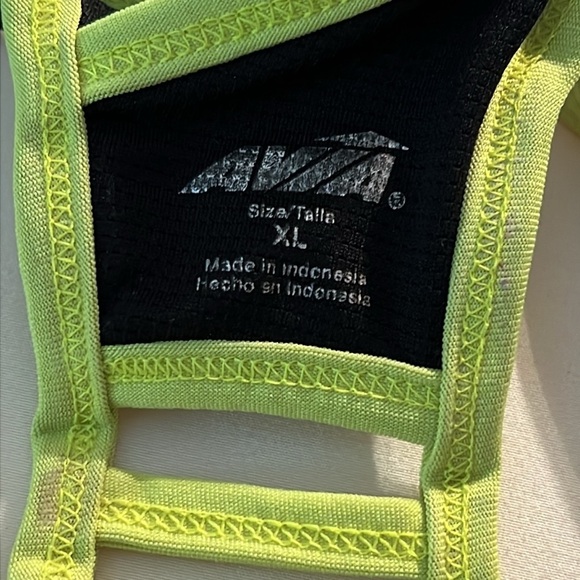 AVIA®
Size/Talla
XL
Made in Indonesia
Hecho en Indonesia